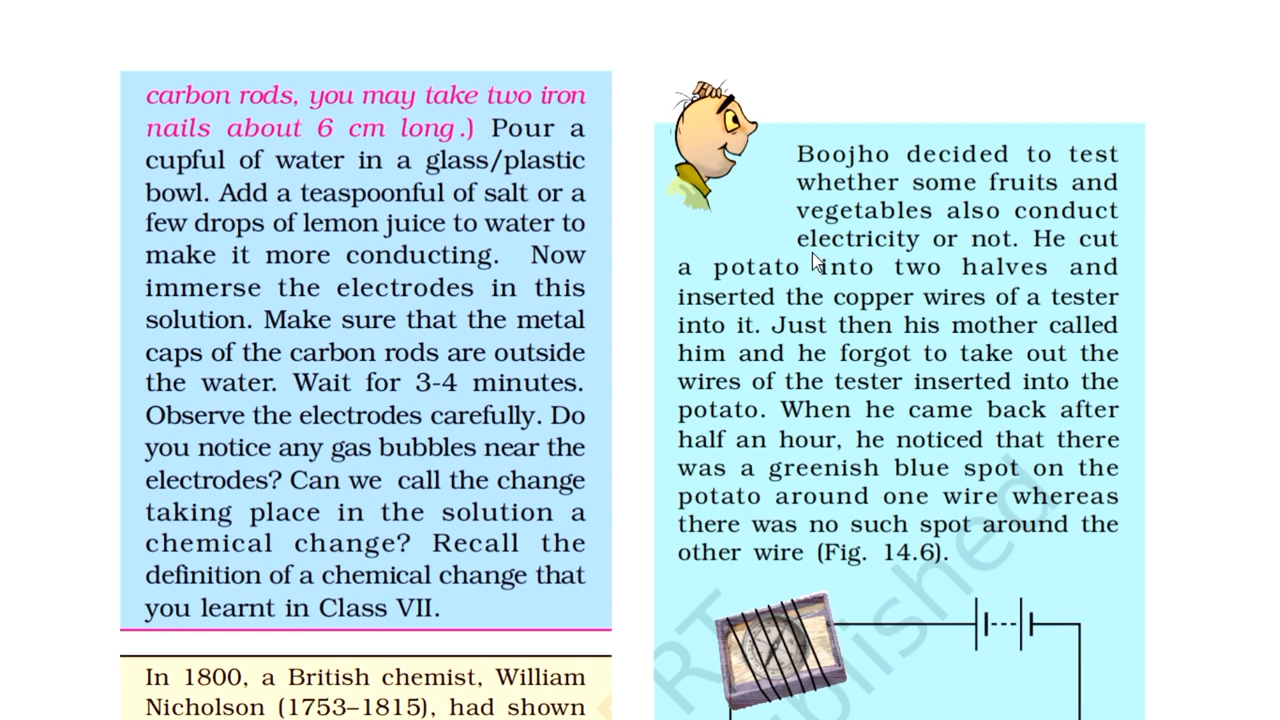 carbon rods, you may take two iron
nails about 6 cm long.) Pour a
cupful of water in a glass/plastic
bowl. Add a teaspoonful of salt or a
few drops of lemon juice to water to
make it more conducting. Now
immerse the electrodes in this
solution. Make sure that the metal
caps of the carbon rods are outside
the water. Wait for 3-4 minutes.
Observe the electrodes carefully. Do
you notice any gas bubbles near the
electrodes? Can we call the change
taking place in the solution a
chemical change? Recall the
definition of a chemical change that
you learnt in Class VII.
In 1800, a British chemist, William
Nicholson (1753–1815), had shown
Boojho decided to test
whether some fruits and
vegetables also conduct
electricity or not. He cut
a potato into two halves and
inserted the copper wires of a tester
into it. Just then his mother called
him and he forgot to take out the
wires of the tester inserted into the
potato. When he came back after
half an hour, he noticed that there
was a greenish blue spot on the
potato around one wire whereas
there was no such spot around the
other wire (Fig. 14.6).